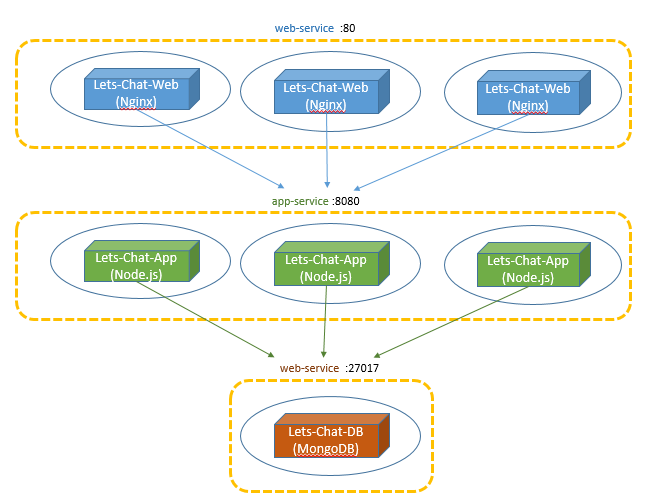 web-service :80
Lets-Chat-Web
(Nginx)
Lets-Chat-Web
(Nginx)
Lets-Chat-Web
(Nginx)
app-service :8080
Lets-Chat-App
(Node.js)
Lets-Chat-App
(Node.js)
Lets-Chat-App
(Node.js)
web-service :27017
Lets-Chat-DB
(MongoDB)